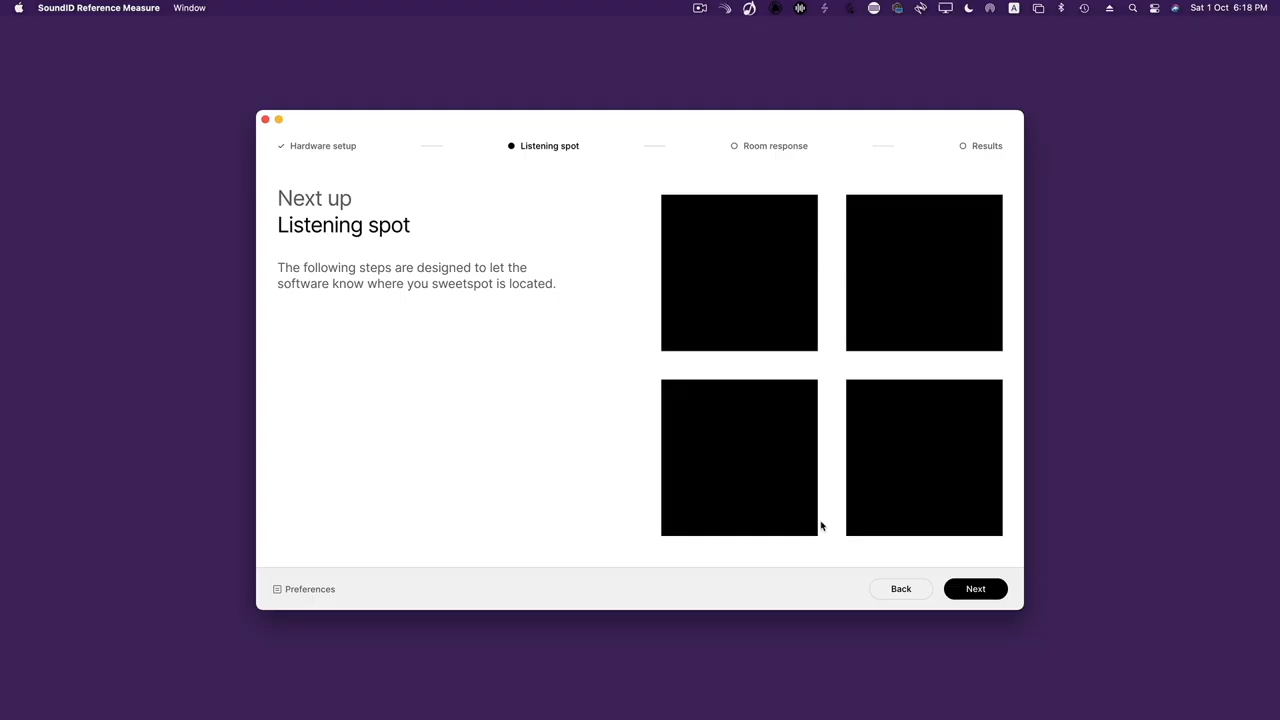 SoundID Reference Measure Window
A
Sat 1 Oct 6:18 PM
Hardware setup
Listening spot
Room response
Results
Next up
Listening spot
The following steps are designed to let the
software know where you sweetspot is located.
Preferences
Back
Next